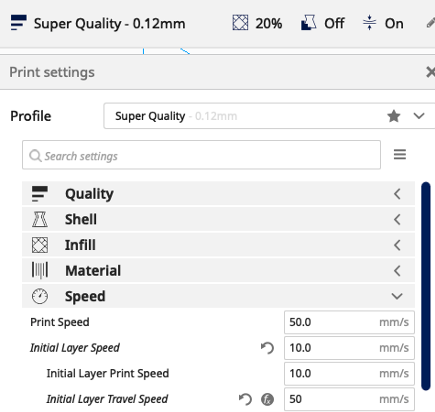 Super Quality - 0.12mm 20% Off On
Print settings
Profile Super Quality - 0.12mm
Search settings
Quality
Shell
Infill
Material
Speed
Print Speed 50.0 mm/s
Initial Layer Speed 10.0 mm/s
Initial Layer Print Speed 10.0 mm/s
Initial Layer Travel Speed 50 mm/s